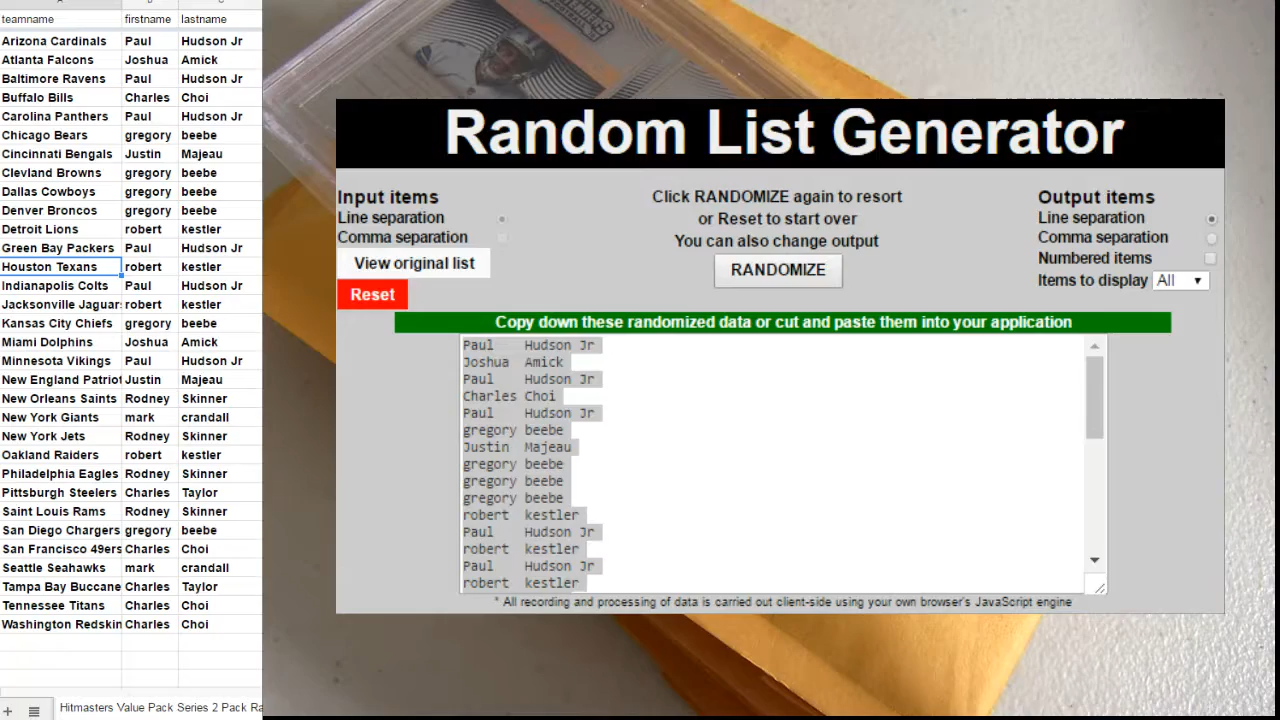 teamname firstname lastname
Arizona Cardinals Paul Hudson Jr
Atlanta Falcons Joshua Amick
Baltimore Ravens Paul Hudson Jr
Buffalo Bills Charles Choi
Carolina Panthers Paul Hudson Jr
Chicago Bears gregory beebe
Cincinnati Bengals Justin Majeau
Clevland Browns gregory beebe
Dallas Cowboys gregory beebe
Denver Broncos gregory beebe
Detroit Lions robert kestler
Green Bay Packers Paul Hudson Jr
Houston Texans robert kestler
Indianapolis Colts Paul Hudson Jr
Jacksonville Jaguar robert kestler
Kansas City Chiefs gregory beebe
Miami Dolphins Joshua Amick
Minnesota Vikings Paul Hudson Jr
New England Patriot Justin Majeau
New Orleans Saints Rodney Skinner
New York Giants mark crandall
New York Jets Rodney Skinner
Oakland Raiders robert kestler
Philadelphia Eagles Rodney Skinner
Pittsburgh Steelers Charles Taylor
Saint Louis Rams Rodney Skinner
San Diego Chargers gregory beebe
San Francisco 49ers Charles Choi
Seattle Seahawks mark crandall
Tampa Bay Buccane Charles Taylor
Tennessee Titans Charles Choi
Washington Redskin Charles Choi
Hitmasters Value Pack Series 2 Pack Ra
Random List Generator
Input items
Line separation
Comma separation
View original list
Reset
Click RANDOMIZE again to resort
or Reset to start over
You can also change output
RANDOMIZE
Output items
Line separation
Comma separation
Numbered items
Items to display All
Copy down these randomized data or cut and paste them into your application
Paul Hudson Jr
Joshua Amick
Paul Hudson Jr
Charles Choi
Paul Hudson Jr
gregory beebe
Justin Majeau
gregory beebe
gregory beebe
gregory beebe
robert kestler
Paul Hudson Jr
robert kestler
Paul Hudson Jr
robert kestler
* All recording and processing of data is carried out client-side using your own browser's JavaScript engine